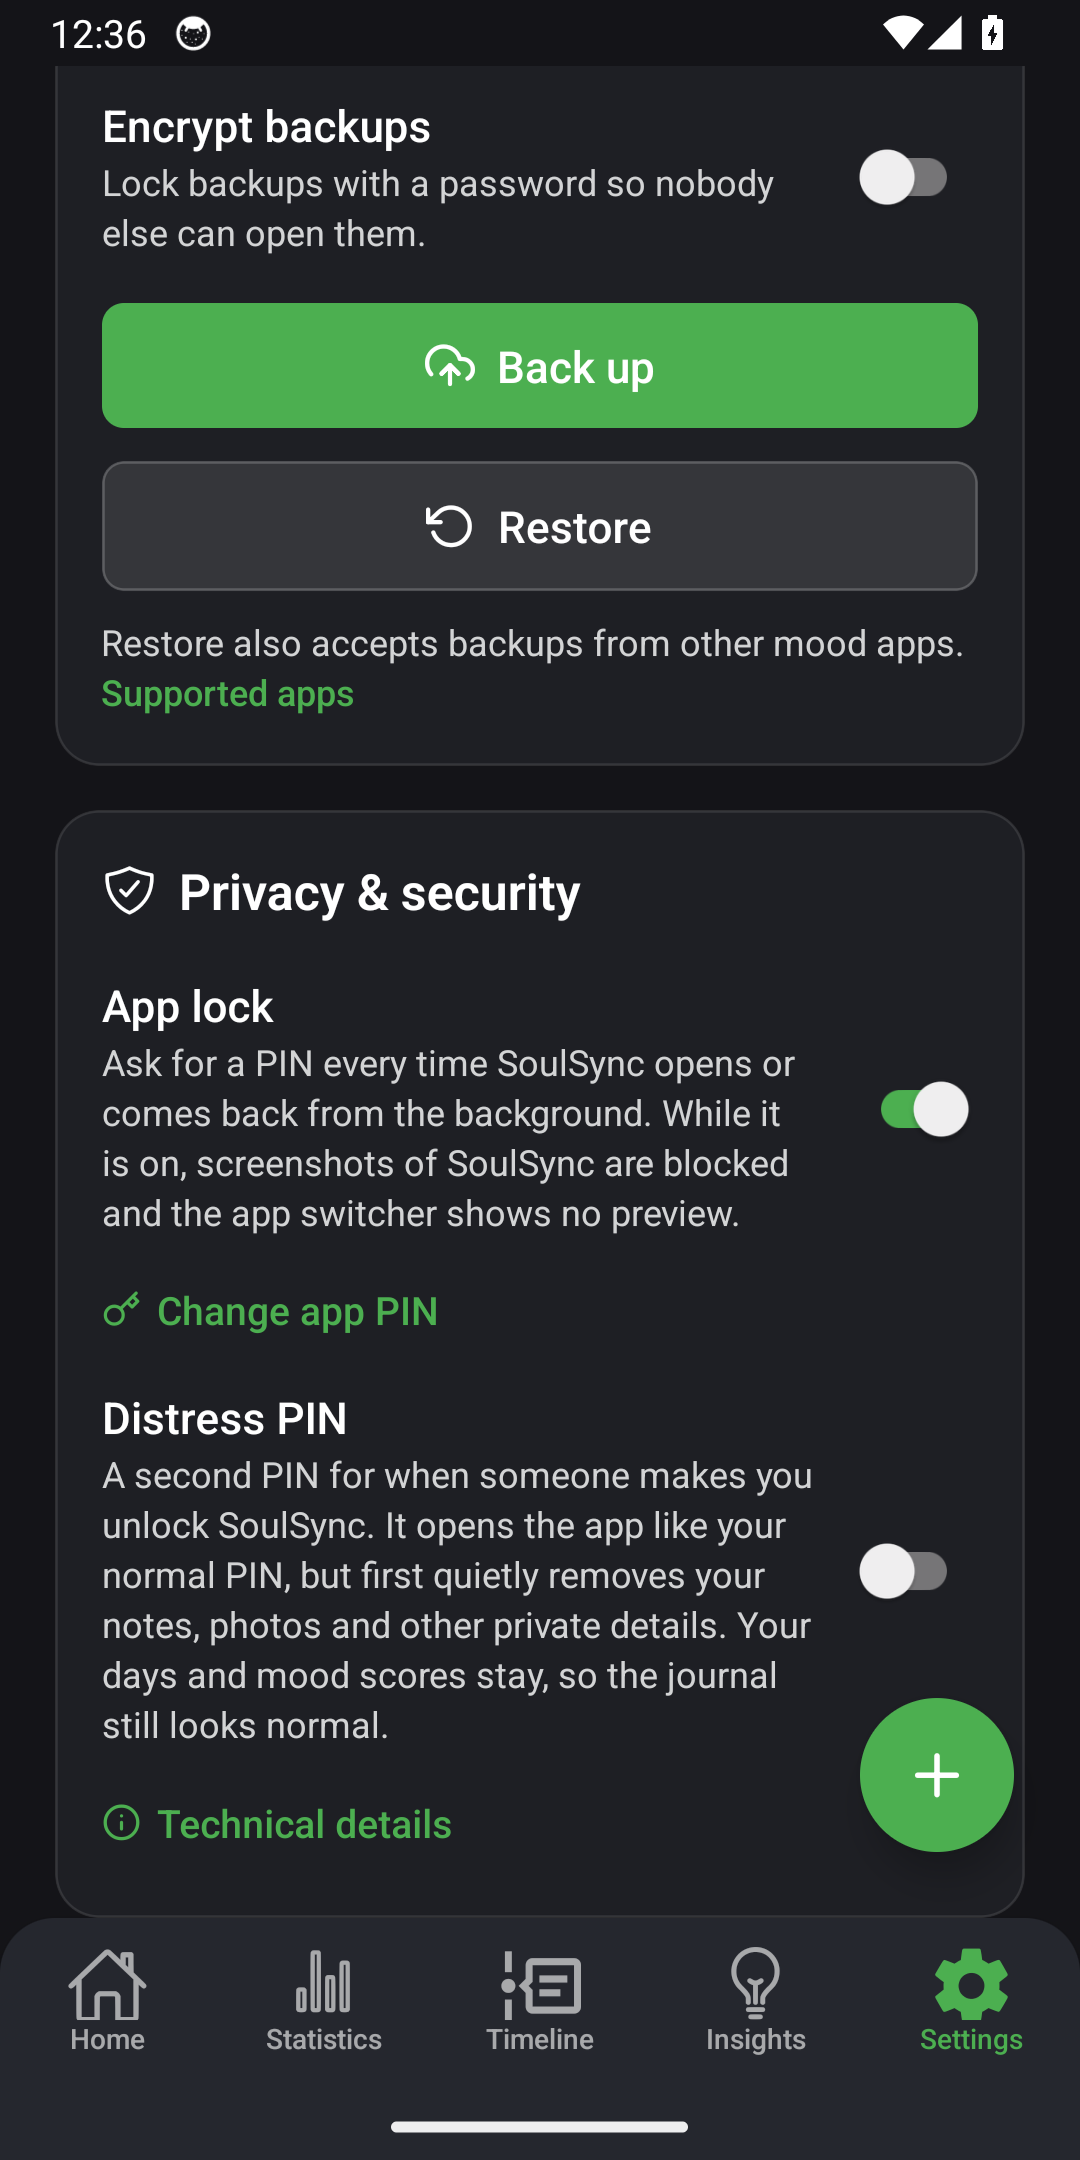 12:36
Encrypt backups
Lock backups with a password so nobody
else can open them.
Back up
Restore
Restore also accepts backups from other mood apps.
Supported apps
Privacy & security
App lock
Ask for a PIN every time SoulSync opens or
comes back from the background. While it
is on, screenshots of SoulSync are blocked
and the app switcher shows no preview.
Change app PIN
Distress PIN
A second PIN for when someone makes you
unlock SoulSync. It opens the app like your
normal PIN, but first quietly removes your
notes, photos and other private details. Your
days and mood scores stay, so the journal
still looks normal.
Technical details
Home
Statistics
Timeline
Insights
Settings